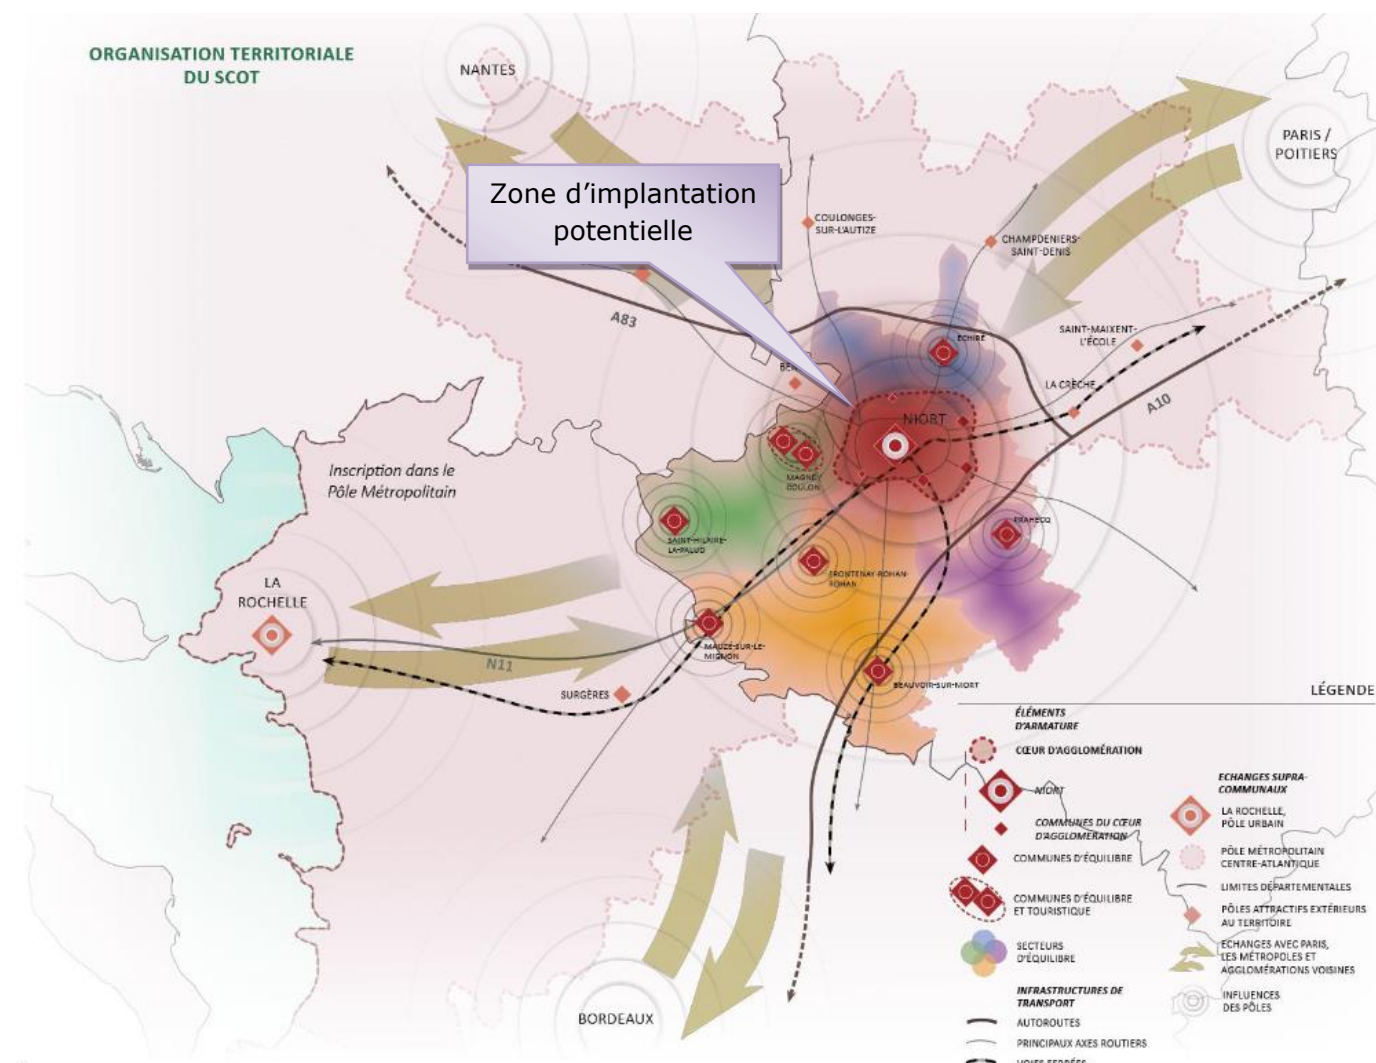 ORGANISATION TERRITORIALE
DU SCOT
NANTES
PARIS /
POITIERS
Zone d’implantation
potentielle
COULONGES-
SUR-L'AUTIZE
CHAMPDENIERS-
SAINT-DENIS
A83
SAINT-MAIXENT-
L'ÉCOLE
ÉCHIRÉ
LA CRÈCHE
A10
NIORT
Inscription dans le
Pôle Métropolitain
MAGNÉ/
COULON
SAINT-HILAIRE-
LA-PALUD
PRAHECQ
FRONTENAY-ROHAN-
ROHAN
LA
ROCHELLE
MAUZÉ-SUR-LE-
MIGNON
N11
SURGÈRES
BEAUVOIR-SUR-NIORT
BORDEAUX
LÉGENDE
ÉLÉMENTS
D'ARMATURE
CŒUR D'AGGLOMÉRATION
NIORT
COMMUNES DU CŒUR
D'AGGLOMERATION
COMMUNES D'ÉQUILIBRE
COMMUNES D'ÉQUILIBRE
ET TOURISTIQUE
SECTEURS
D'ÉQUILIBRE
INFRASTRUCTURES DE
TRANSPORT
AUTOROUTES
PRINCIPAUX AXES ROUTIERS
VOIES FERRÉES
ECHANGES SUPRA-
COMMUNAUX
LA ROCHELLE,
PÔLE URBAIN
PÔLE MÉTROPOLITAIN
CENTRE-ATLANTIQUE
LIMITES DÉPARTEMENTALES
PÔLES ATTRACTIFS EXTÉRIEURS
AU TERRITOIRE
ECHANGES AVEC PARIS,
LES MÉTROPOLES ET
AGGLOMÉRATIONS VOISINES
INFLUENCES
DES PÔLES